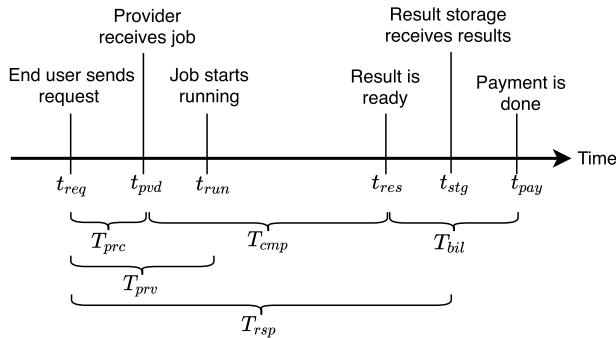 Provider
receives job
Result storage
receives results
End user sends
request
Job starts
running
Result is
ready
Payment is
done
Time
t_req
t_pvd
t_run
t_res
t_stg
t_pay
T_prc
T_cmp
T_bil
T_prv
T_rsp